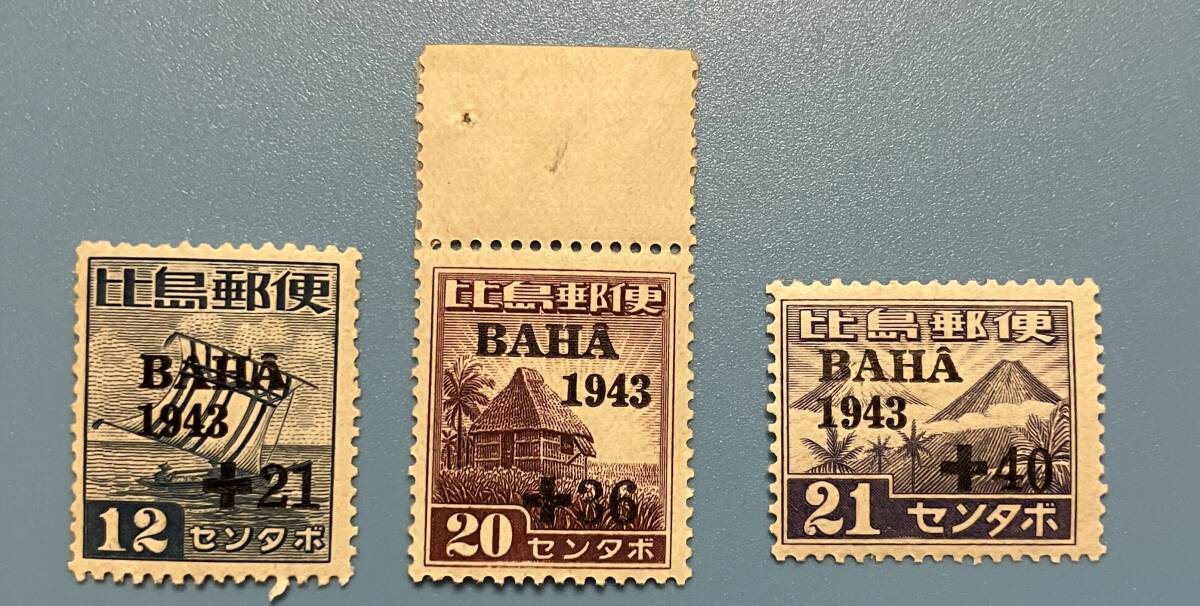 比島郵便
BAHÂ
1943
+21
12 センタボ
比島郵便
BAHÂ
1943
+36
20 センタボ
比島郵便
BAHÂ
1943
+40
21 センタボ